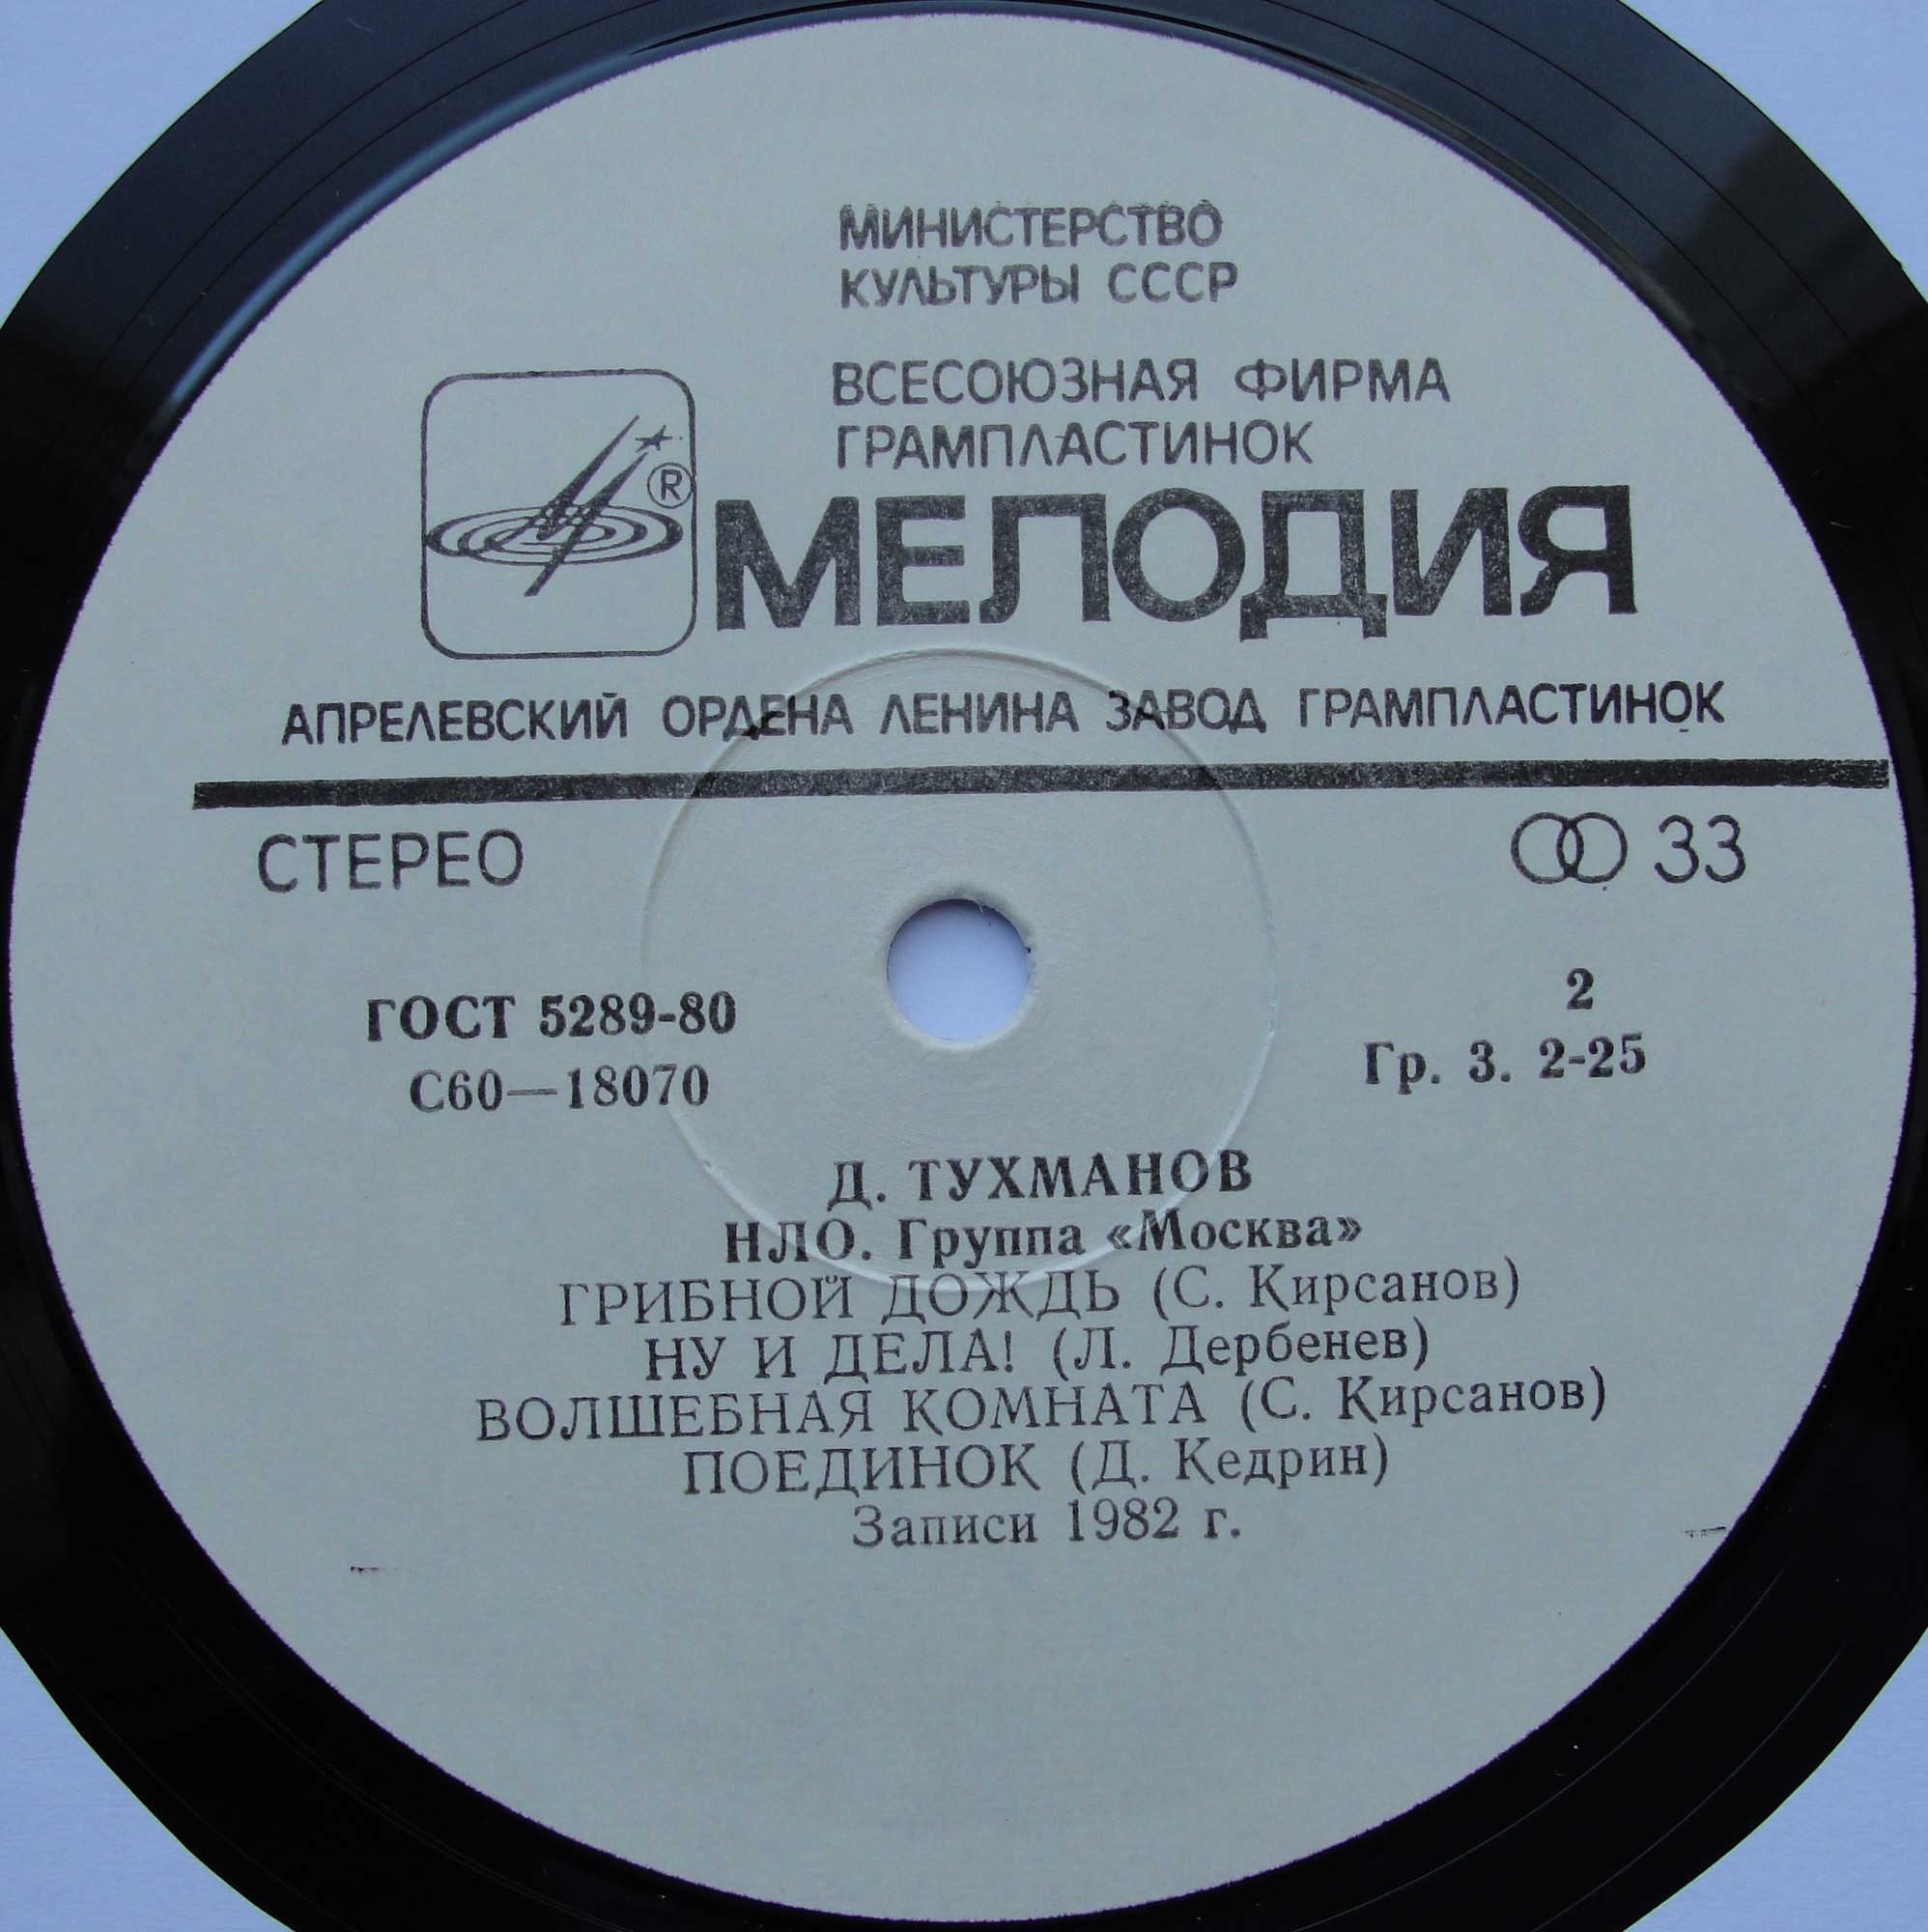 МИНИСТЕРСТВО
КУЛЬТУРЫ СССР
ВСЕСОЮЗНАЯ ФИРМА
ГРАМПЛАСТИНОК
®
МЕЛОДИЯ
АПРЕЛЕВСКИЙ ОРДЕНА ЛЕНИНА ЗАВОД ГРАМПЛАСТИНОК
СТЕРЕО
33
ГОСТ 5289-80
2
С60—18070
Гр. 3. 2-25
Д. ТУХМАНОВ
НЛО. Группа «Москва»
ГРИБНОЙ ДОЖДЬ (С. Кирсанов)
НУ И ДЕЛА! (Л. Дербенев)
ВОЛШЕБНАЯ КОМНАТА (С. Кирсанов)
ПОЕДИНОК (Д. Кедрин)
Записи 1982 г.